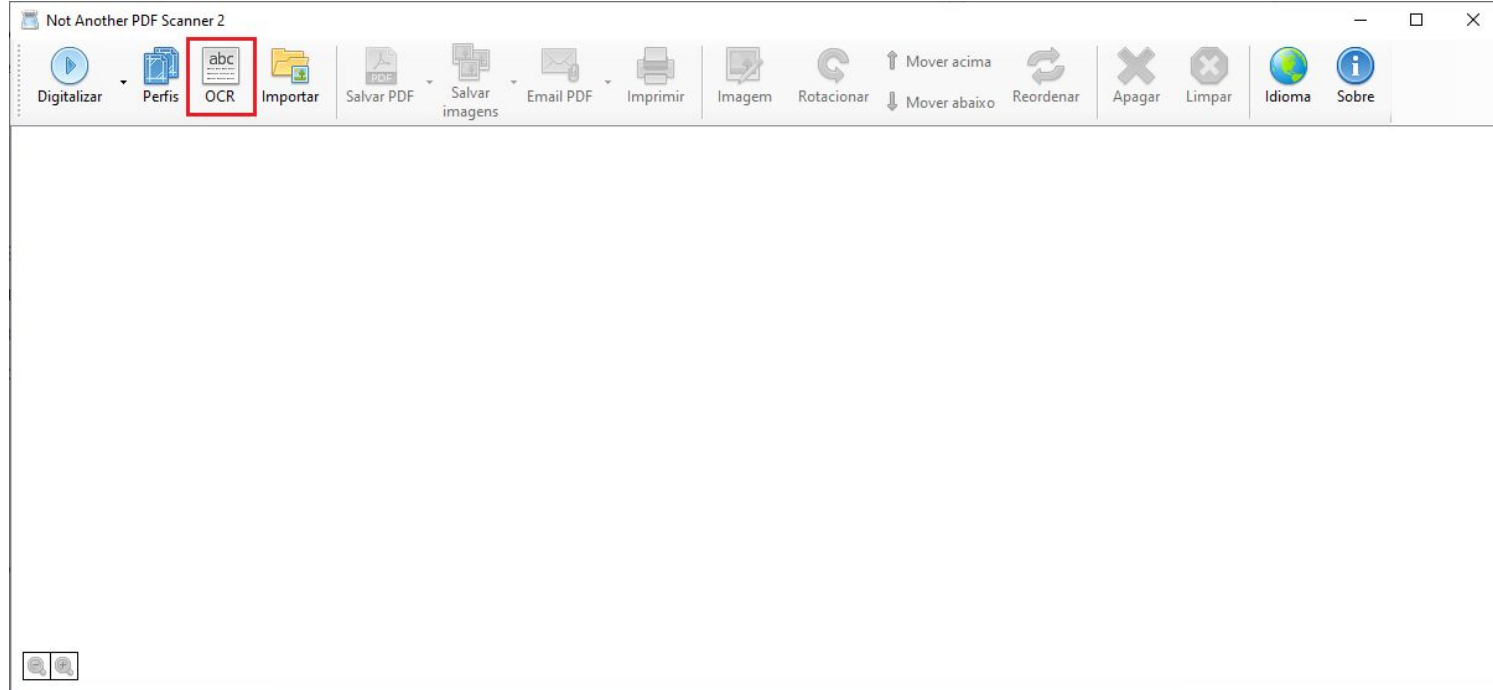 Not Another PDF Scanner 2
Digitalizar
Perfis
abc
OCR
Importar
PDF
Salvar PDF
Salvar
imagens
Email PDF
Imprimir
Imagem
Rotacionar
Mover acima
Mover abaixo
Reordenar
Apagar
Limpar
Idioma
Sobre